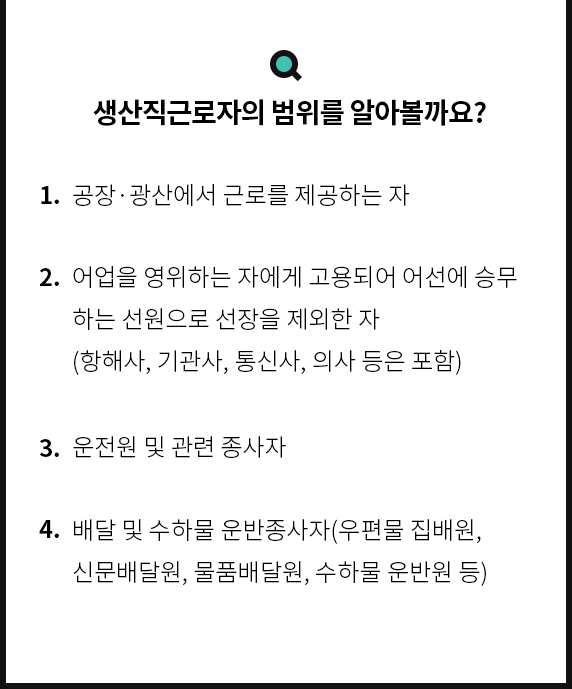 생산직근로자의 범위를 알아볼까요?
1. 공장·광산에서 근로를 제공하는 자
2. 어업을 영위하는 자에게 고용되어 어선에 승무
하는 선원으로 선장을 제외한 자
(항해사, 기관사, 통신사, 의사 등은 포함)
3. 운전원 및 관련 종사자
4. 배달 및 수하물 운반종사자(우편물 집배원,
신문배달원, 물품배달원, 수하물 운반원 등)